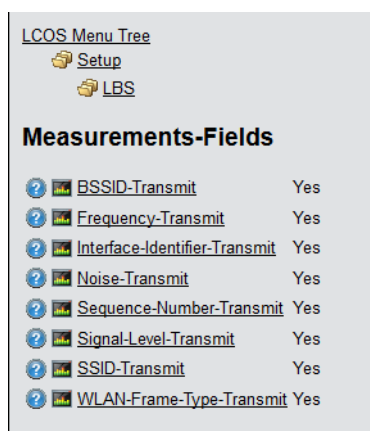 LCOS Menu Tree
Setup
LBS
Measurements-Fields
BSSID-Transmit Yes
Frequency-Transmit Yes
Interface-Identifier-Transmit Yes
Noise-Transmit Yes
Sequence-Number-Transmit Yes
Signal-Level-Transmit Yes
SSID-Transmit Yes
WLAN-Frame-Type-Transmit Yes